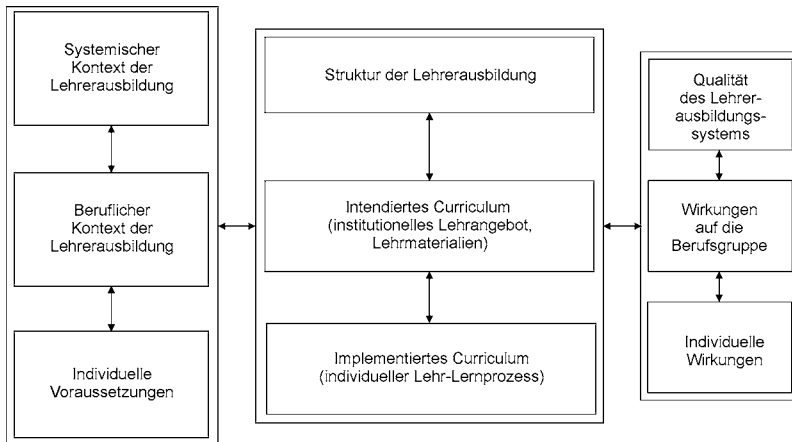 Systemischer
Kontext der
Lehrerausbildung
Beruflicher
Kontext der
Lehrerausbildung
Individuelle
Voraussetzungen
Struktur der Lehrerausbildung
Intendiertes Curriculum
(institutionelles Lehrangebot,
Lehrmaterialien)
Implementiertes Curriculum
(individueller Lehr-Lernprozess)
Qualität
des Lehrer-
ausbildungs-
systems
Wirkungen
auf die
Berufsgruppe
Individuelle
Wirkungen